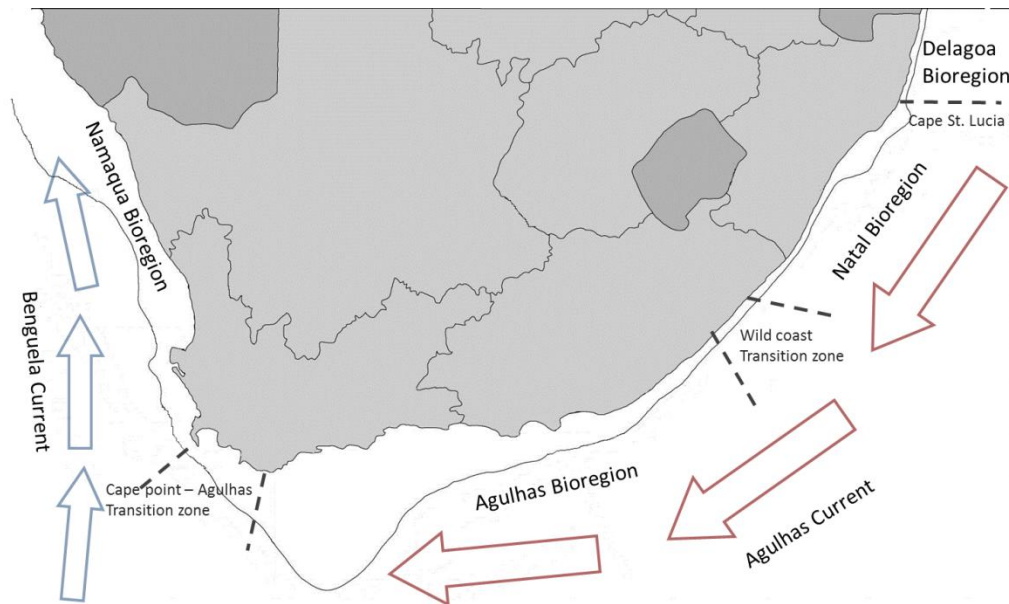 Delagoa
Bioregion
Cape St. Lucia
Namaqua Bioregion
Natal Bioregion
Benguela Current
Wild coast
Transition zone
Cape point – Agulhas
Transition zone
Agulhas Bioregion
Agulhas Current